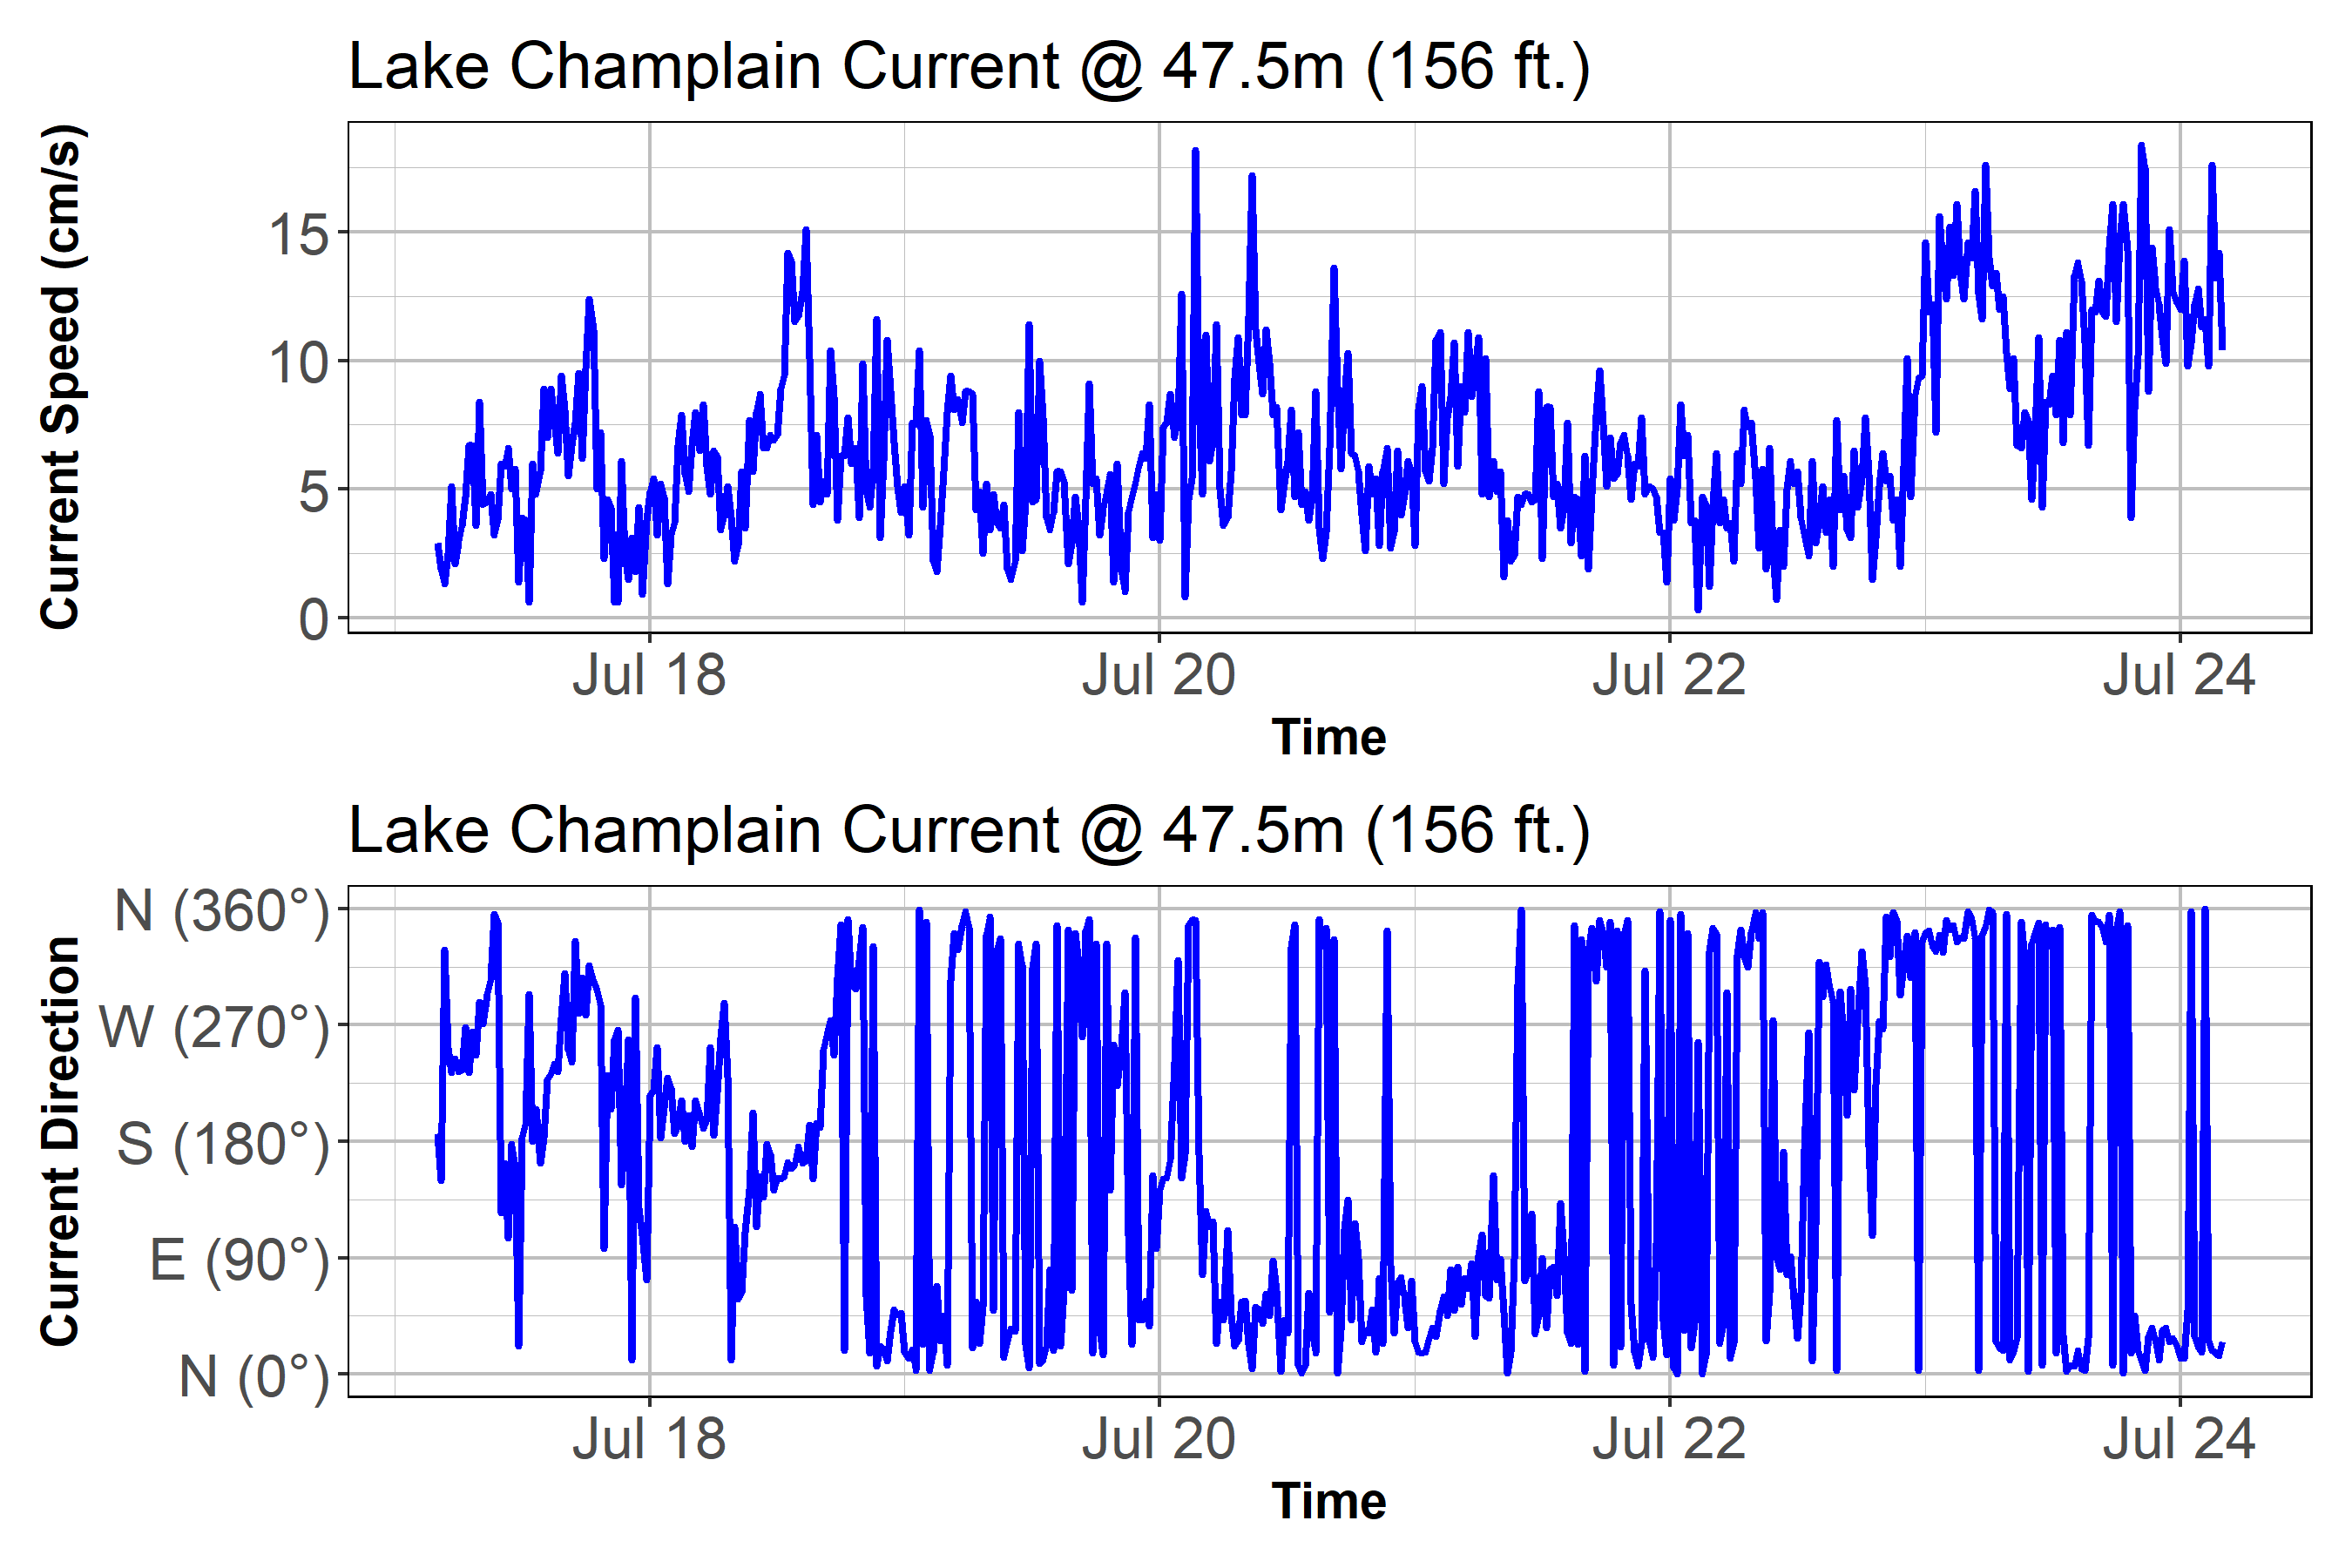 Lake Champlain Current @ 47.5m (156 ft.)
Current Speed (cm/s)
15
10
5
0
Jul 18 Jul 20 Jul 22 Jul 24
Time
Lake Champlain Current @ 47.5m (156 ft.)
Current Direction
N (360°)
W (270°)
S (180°)
E (90°)
N (0°)
Jul 18 Jul 20 Jul 22 Jul 24
Time